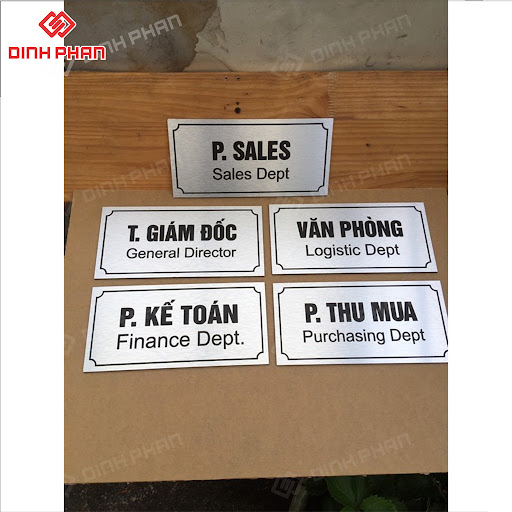 DINH PHAN
P. SALES
Sales Dept
T. GIÁM ĐỐC
General Director
VĂN PHÒNG
Logistic Dept
P. KẾ TOÁN
Finance Dept.
P. THU MUA
Purchasing Dept